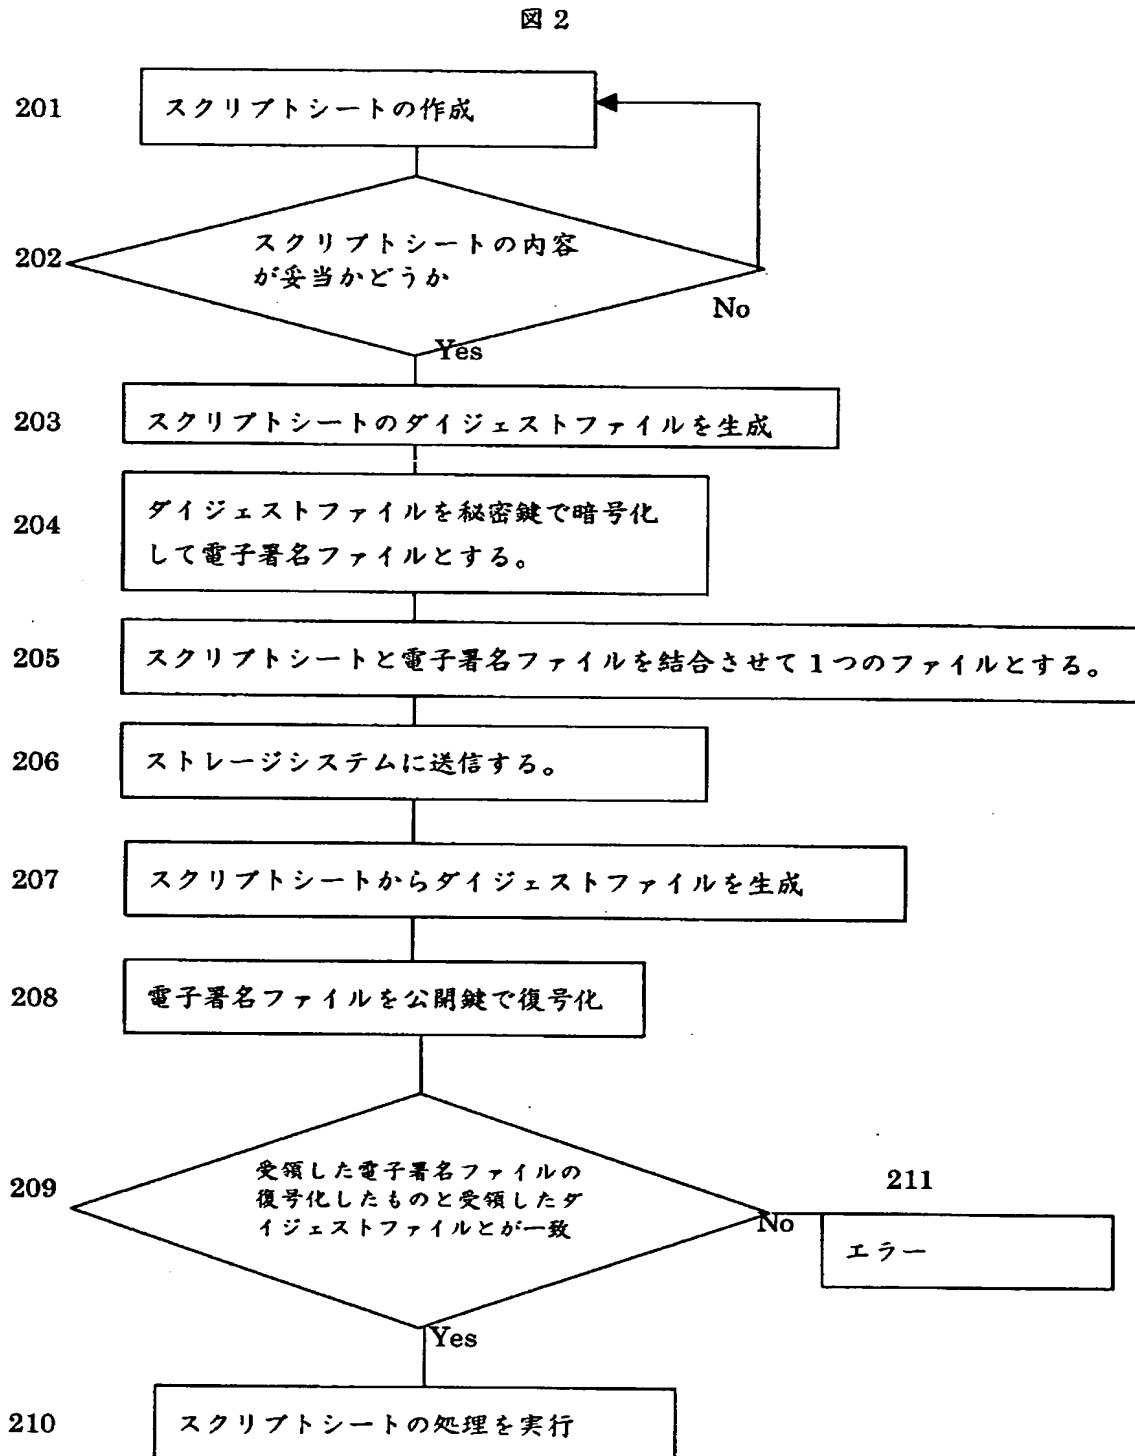 図 2
201
スクリプトシートの作成
202
スクリプトシートの内容
が妥当かどうか
No
Yes
203
スクリプトシートのダイジェストファイルを生成
204
ダイジェストファイルを秘密鍵で暗号化
して電子署名ファイルとする。
205
スクリプトシートと電子署名ファイルを結合させて1つのファイルとする。
206
ストレージシステムに送信する。
207
スクリプトシートからダイジェストファイルを生成
208
電子署名ファイルを公開鍵で復号化
209
受領した電子署名ファイルの
復号化したものと受領したダ
イジェストファイルとが一致
No
211
エラー
Yes
210
スクリプトシートの処理を実行